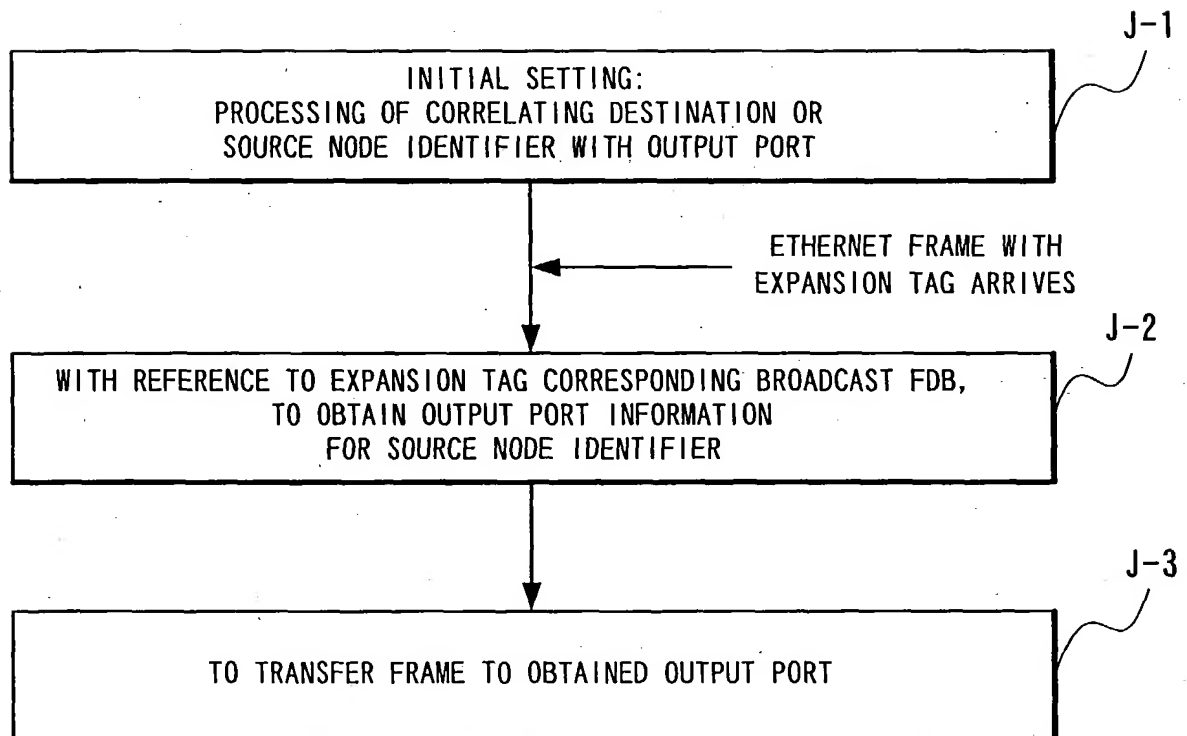 J-1
INITIAL SETTING:
PROCESSING OF CORRELATING DESTINATION OR
SOURCE NODE IDENTIFIER WITH OUTPUT PORT
ETHERNET FRAME WITH
EXPANSION TAG ARRIVES
J-2
WITH REFERENCE TO EXPANSION TAG CORRESPONDING BROADCAST FDB,
TO OBTAIN OUTPUT PORT INFORMATION
FOR SOURCE NODE IDENTIFIER
J-3
TO TRANSFER FRAME TO OBTAINED OUTPUT PORT